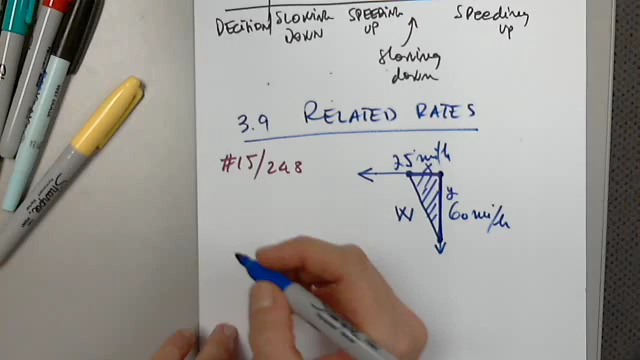 DECISION SLOWING DOWN SPEEDING UP Speeding up
slowing down
3.9 RELATED RATES
#15/248
25 mi/h
x
y
W 60 mi/h
Sharpie